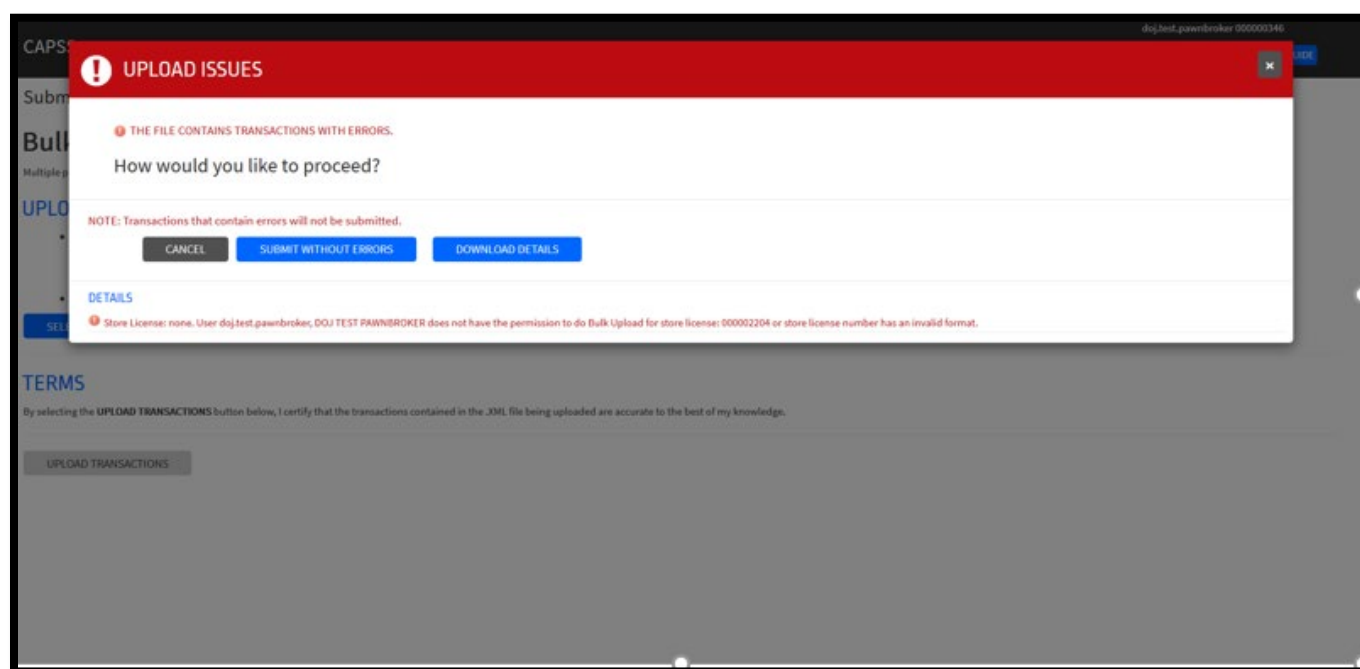 doj.test.pawnbroker 000000346
CAPSS
UPLOAD ISSUES
×
Subm
THE FILE CONTAINS TRANSACTIONS WITH ERRORS.
Bulk
How would you like to proceed?
Multiple p
UPLO
NOTE: Transactions that contain errors will not be submitted.
CANCEL SUBMIT WITHOUT ERRORS DOWNLOAD DETAILS
DETAILS
SELE
Store License: none. User doj.test.pawnbroker, DOJ TEST PAWNBROKER does not have the permission to do Bulk Upload for store license: 000002204 or store license number has an invalid format.
TERMS
By selecting the UPLOAD TRANSACTIONS button below, I certify that the transactions contained in the .XML file being uploaded are accurate to the best of my knowledge.
UPLOAD TRANSACTIONS